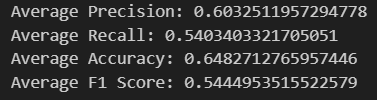 Average Precision: 0.6032511957294778
Average Recall: 0.5403403321705051
Average Accuracy: 0.6482712765957446
Average F1 Score: 0.5444953515522579